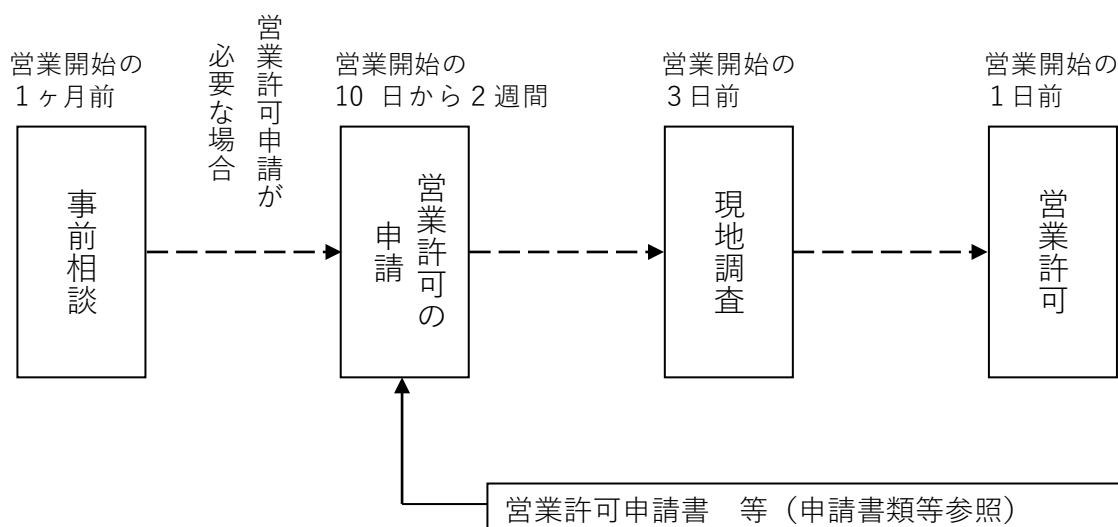 営業開始の
1ヶ月前
営業許可申請が
必要な場合
営業開始の
10 日から2週間
営業開始の
3日前
営業開始の
1日前
事前相談
営業許可の
申請
現地調査
営業許可
営業許可申請書　等（申請書類等参照）